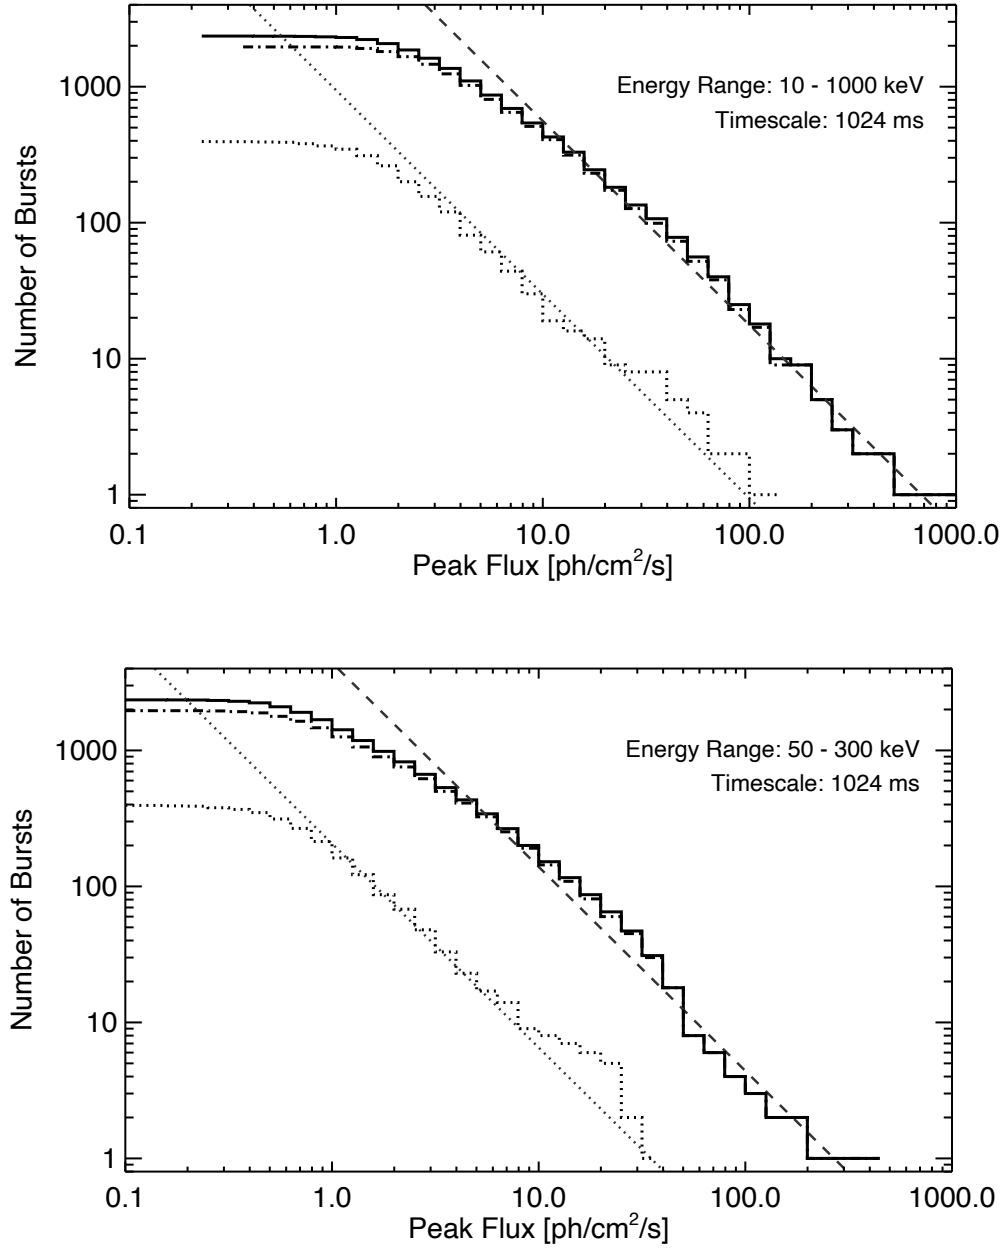 Energy Range: 10 - 1000 keV
Timescale: 1024 ms
Number of Bursts
1000
100
10
1
0.1 1.0 10.0 100.0 1000.0
Peak Flux [ph/cm²/s]
Energy Range: 50 - 300 keV
Timescale: 1024 ms
Number of Bursts
1000
100
10
1
0.1 1.0 10.0 100.0 1000.0
Peak Flux [ph/cm²/s]